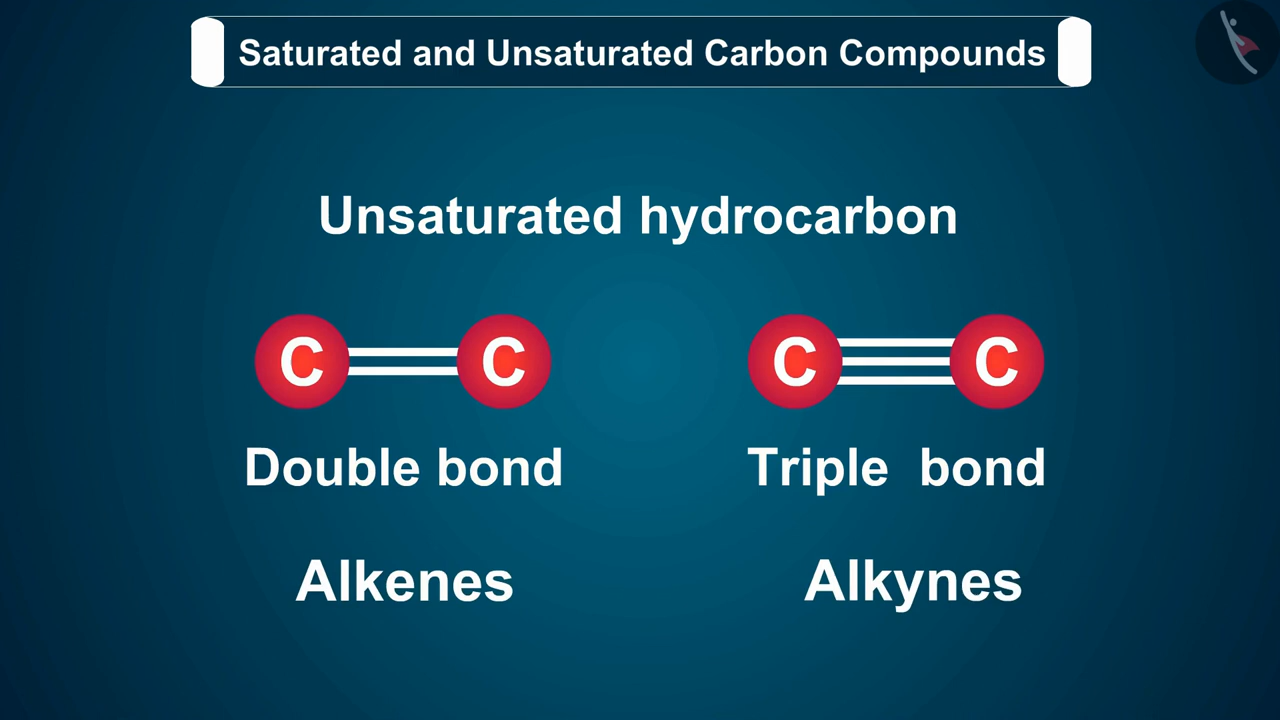 Saturated and Unsaturated Carbon Compounds
Unsaturated hydrocarbon
C C C C
Double bond Triple bond
Alkenes Alkynes